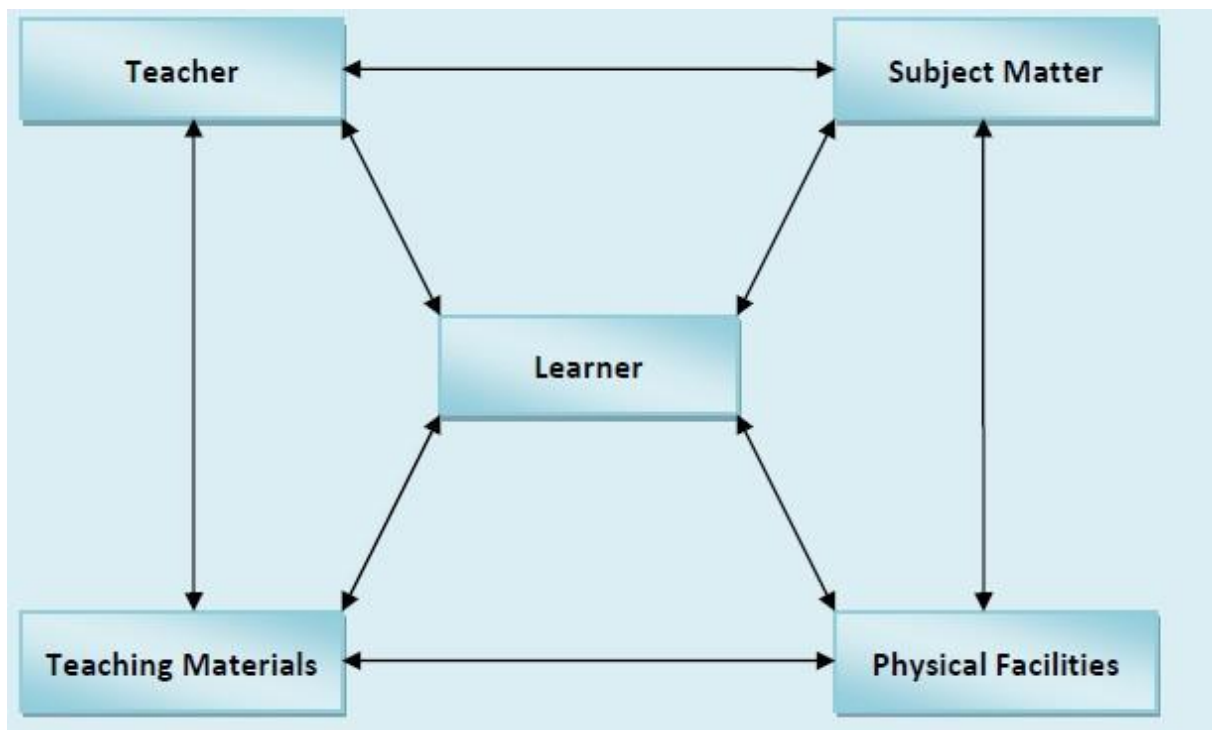 Teacher
Subject Matter
Learner
Teaching Materials
Physical Facilities